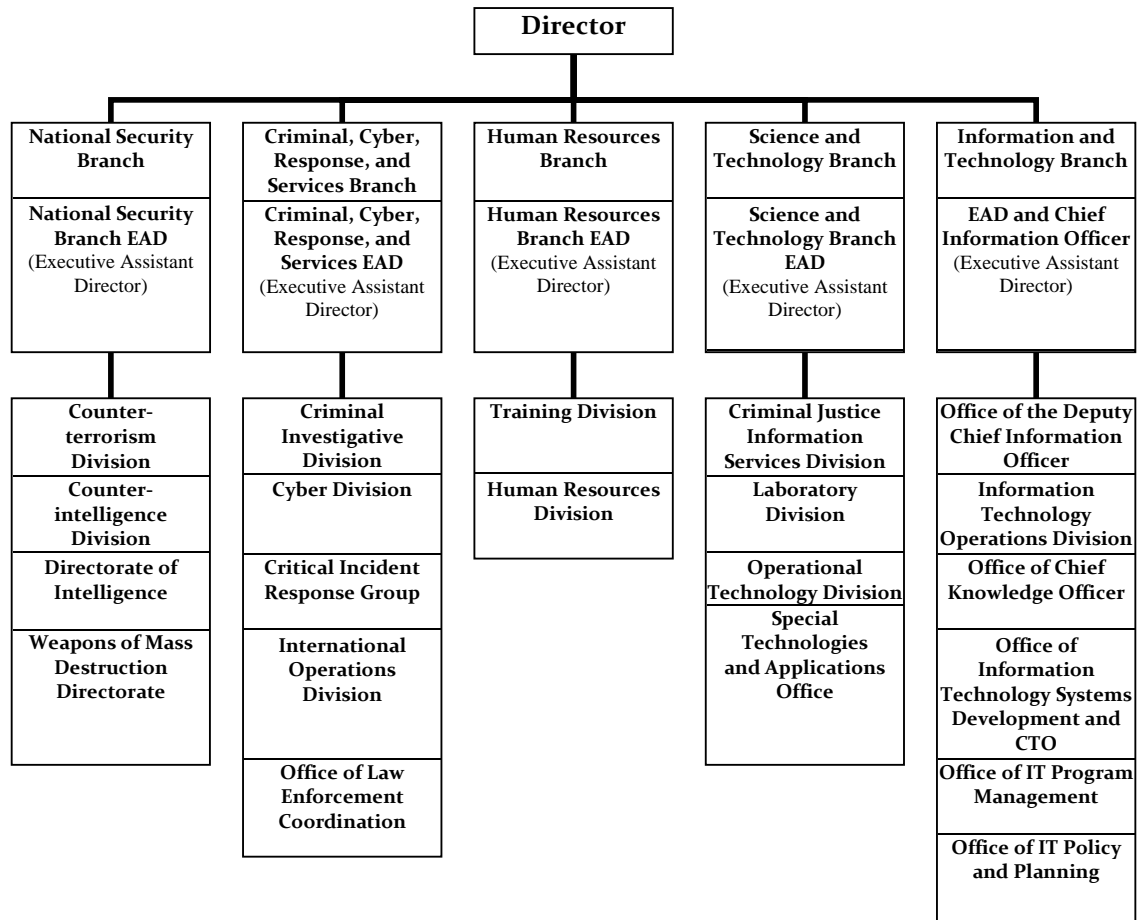 Director
National Security
Branch
National Security
Branch EAD
(Executive Assistant
Director)
Counter-
terrorism
Division
Counter-
intelligence
Division
Directorate of
Intelligence
Weapons of Mass
Destruction
Directorate
Criminal, Cyber,
Response, and
Services Branch
Criminal, Cyber,
Response, and
Services EAD
(Executive Assistant
Director)
Criminal
Investigative
Division
Cyber Division
Critical Incident
Response Group
International
Operations
Division
Office of Law
Enforcement
Coordination
Human Resources
Branch
Human Resources
Branch EAD
(Executive Assistant
Director)
Training Division
Human Resources
Division
Science and
Technology Branch
Science and
Technology Branch
EAD
(Executive Assistant
Director)
Criminal Justice
Information
Services Division
Laboratory
Division
Operational
Technology Division
Special
Technologies
and Applications
Office
Information and
Technology Branch
EAD and Chief
Information Officer
(Executive Assistant
Director)
Office of the Deputy
Chief Information
Officer
Information
Technology
Operations Division
Office of Chief
Knowledge Officer
Office of
Information
Technology Systems
Development and
CTO
Office of IT Program
Management
Office of IT Policy
and Planning